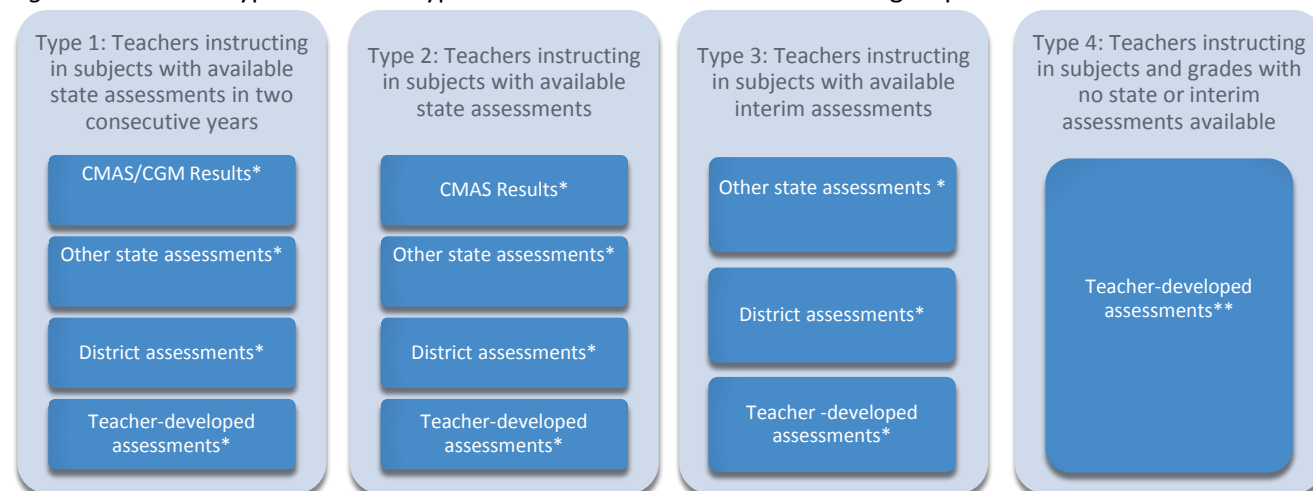 Type 1: Teachers instructing
in subjects with available
state assessments in two
consecutive years
CMAS/CGM Results*
Other state assessments*
District assessments*
Teacher-developed
assessments*
Type 2: Teachers instructing
in subjects with available
state assessments
CMAS Results*
Other state assessments*
District assessments*
Teacher-developed
assessments*
Type 3: Teachers instructing
in subjects with available
interim assessments
Other state assessments *
District assessments*
Teacher -developed
assessments*
Type 4: Teachers instructing
in subjects and grades with
no state or interim
assessments available
Teacher-developed
assessments**